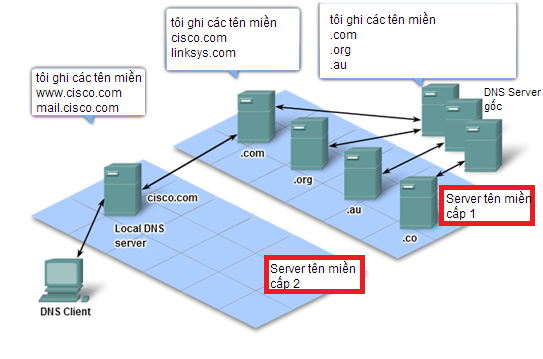 tôi ghi các tên miền
www.cisco.com
mail.cisco.com
tôi ghi các tên miền
cisco.com
linksys.com
tôi ghi các tên miền
.com
.org
.au
DNS Server
gốc
.com
.org
.au
.co
Server tên miền
cấp 1
cisco.com
Local DNS
server
Server tên miền
cấp 2
DNS Client